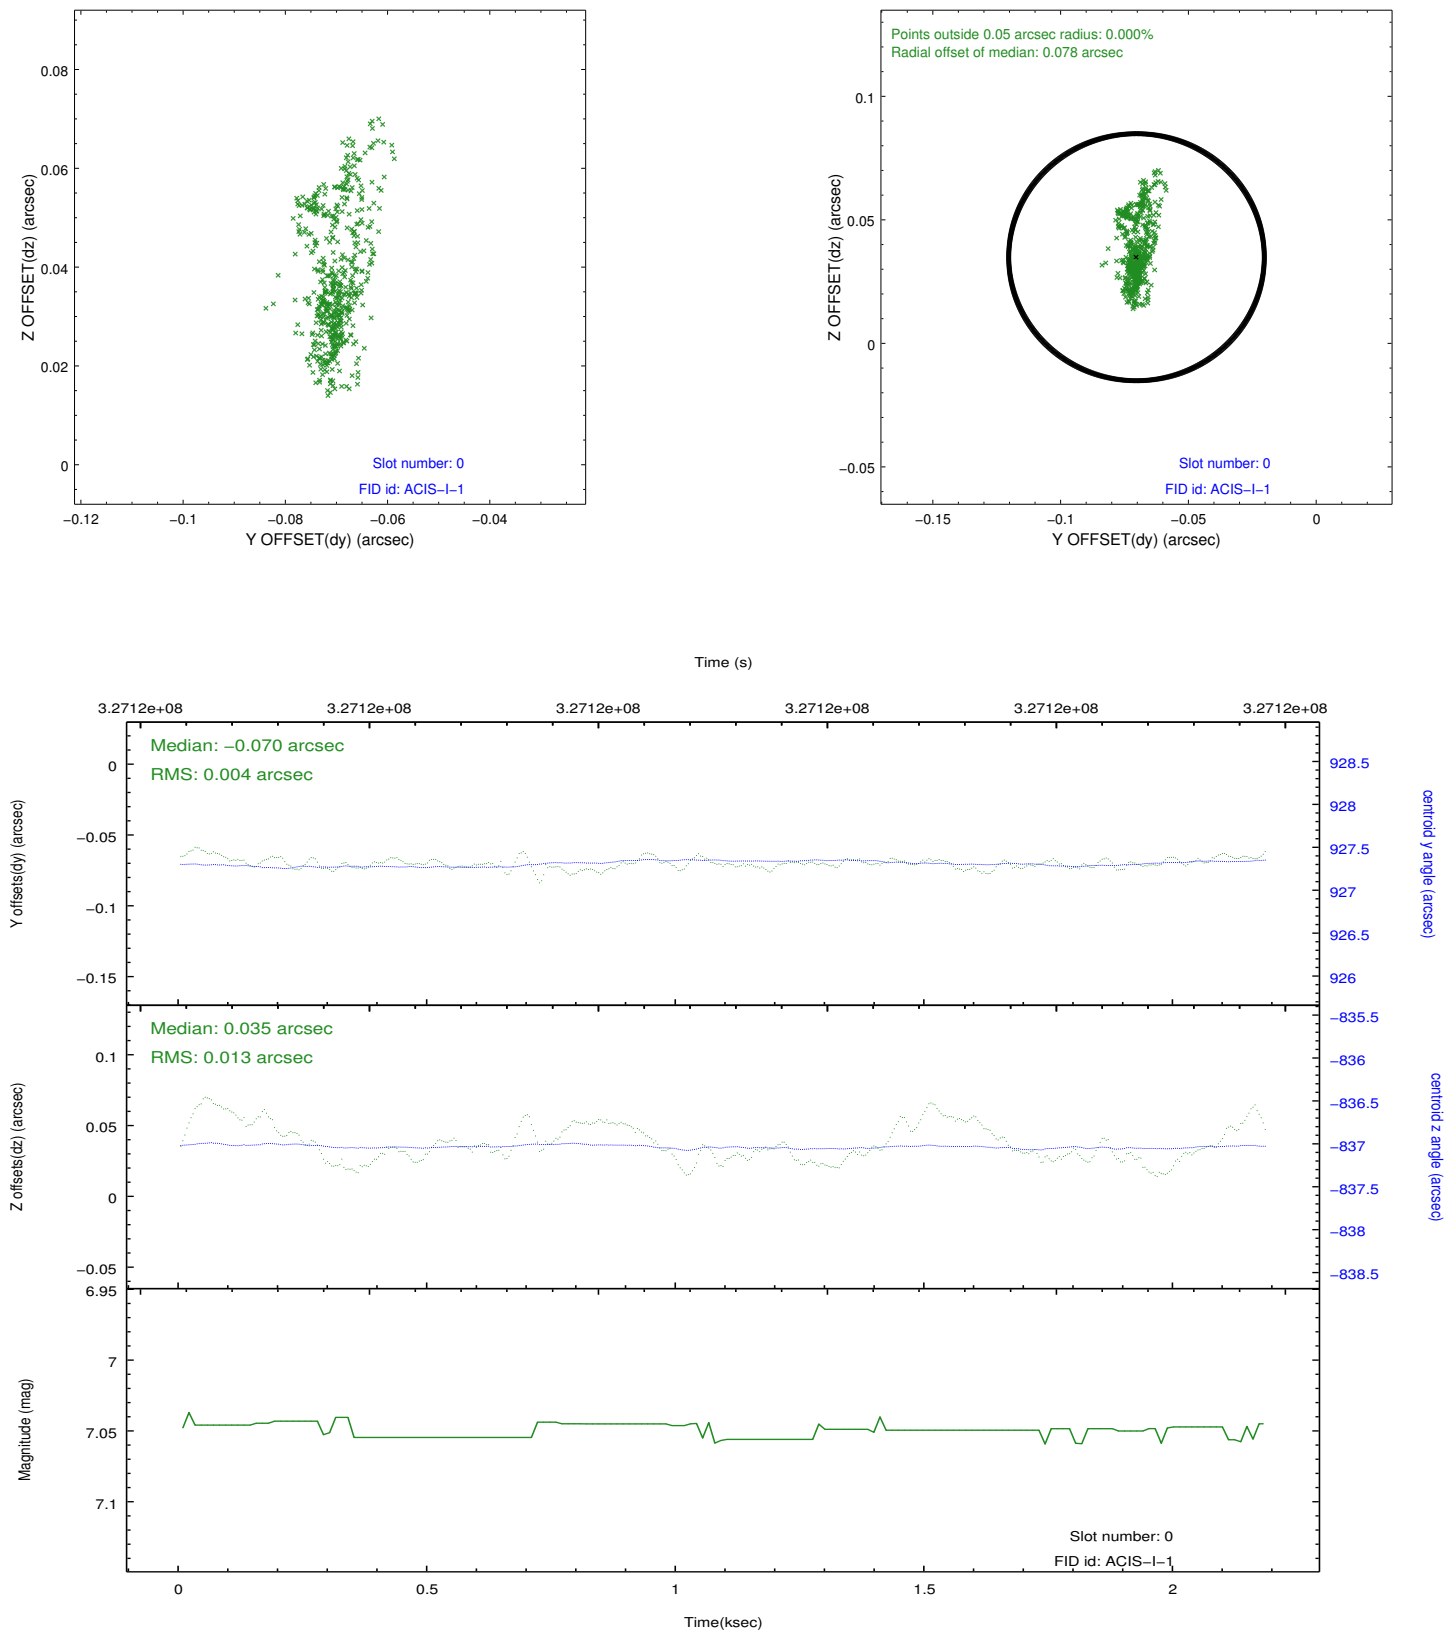 0.08
0.06
0.04
0.02
0
Z OFFSET(dz) (arcsec)
Slot number: 0
FID id: ACIS−I−1
−0.12 −0.1 −0.08 −0.06 −0.04
Y OFFSET(dy) (arcsec)
Points outside 0.05 arcsec radius: 0.000%
Radial offset of median: 0.078 arcsec
0.1
0.05
0
−0.05
Z OFFSET(dz) (arcsec)
Slot number: 0
FID id: ACIS−I−1
−0.15 −0.1 −0.05 0
Y OFFSET(dy) (arcsec)
Time (s)
3.2712e+08 3.2712e+08 3.2712e+08 3.2712e+08 3.2712e+08 3.2712e+08
Median: −0.070 arcsec
RMS: 0.004 arcsec
0
−0.05
−0.1
−0.15
Y offsets(dy) (arcsec)
928.5
928
927.5
927
926.5
926
centroid y angle (arcsec)
Median: 0.035 arcsec
RMS: 0.013 arcsec
0.1
0.05
0
−0.05
Z offsets(dz) (arcsec)
−835.5
−836
−836.5
−837
−837.5
−838
−838.5
centroid z angle (arcsec)
6.95
7
7.05
7.1
Magnitude (mag)
Slot number: 0
FID id: ACIS−I−1
0 0.5 1 1.5 2
Time(ksec)